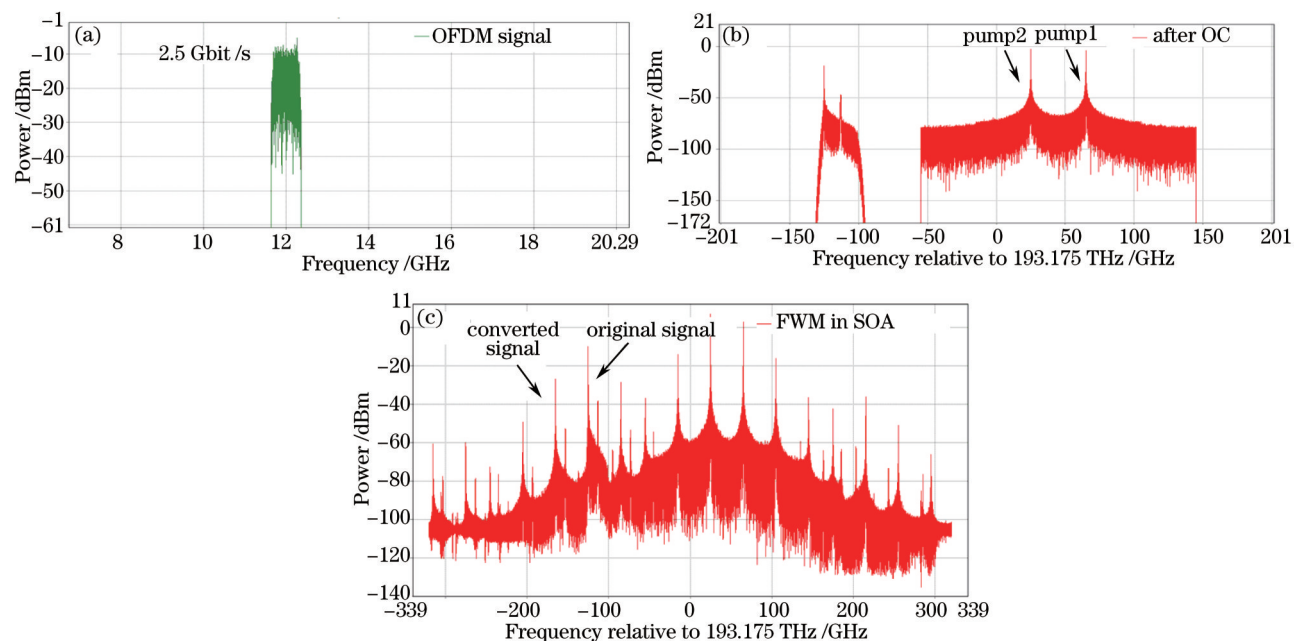 (a)
2.5 Gbit /s
OFDM signal
−1
−10
−20
−30
−40
−50
−61
Power /dBm
8
10
12
14
16
18
20.29
Frequency /GHz
(b)
pump2
pump1
after OC
21
0
−50
−100
−150
−172
Power /dBm
−201
−150
−100
−50
0
50
100
150
201
Frequency relative to 193.175 THz /GHz
(c)
converted
signal
original signal
FWM in SOA
11
0
−20
−40
−60
−80
−100
−120
−140
Power /dBm
−339
−200
−100
0
100
200
300
339
Frequency relative to 193.175 THz /GHz